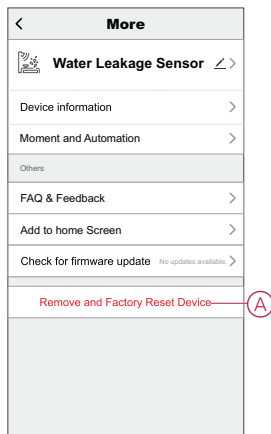 More
Water Leakage Sensor
Device information
Moment and Automation
Others
FAQ & Feedback
Add to home Screen
Check for firmware update No updates available.
Remove and Factory Reset Device A